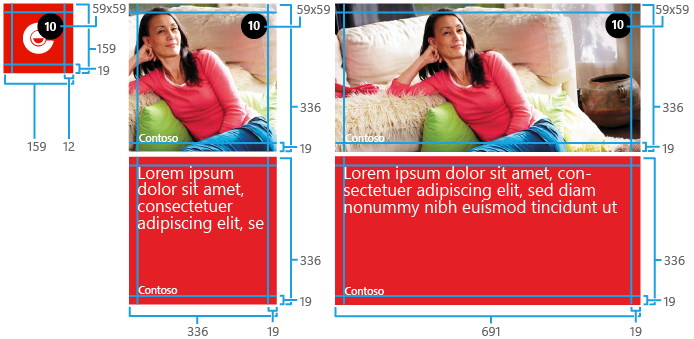 59x59
10
159
19
159
12
59x59
10
336
Contoso
19
59x59
10
336
Contoso
19
Lorem ipsum
dolor sit amet,
consectetuer
adipiscing elit, se
336
Contoso
19
336
19
Lorem ipsum dolor sit amet, con-
sectetuer adipiscing elit, sed diam
nonummy nibh euismod tincidunt ut
336
Contoso
19
691
19